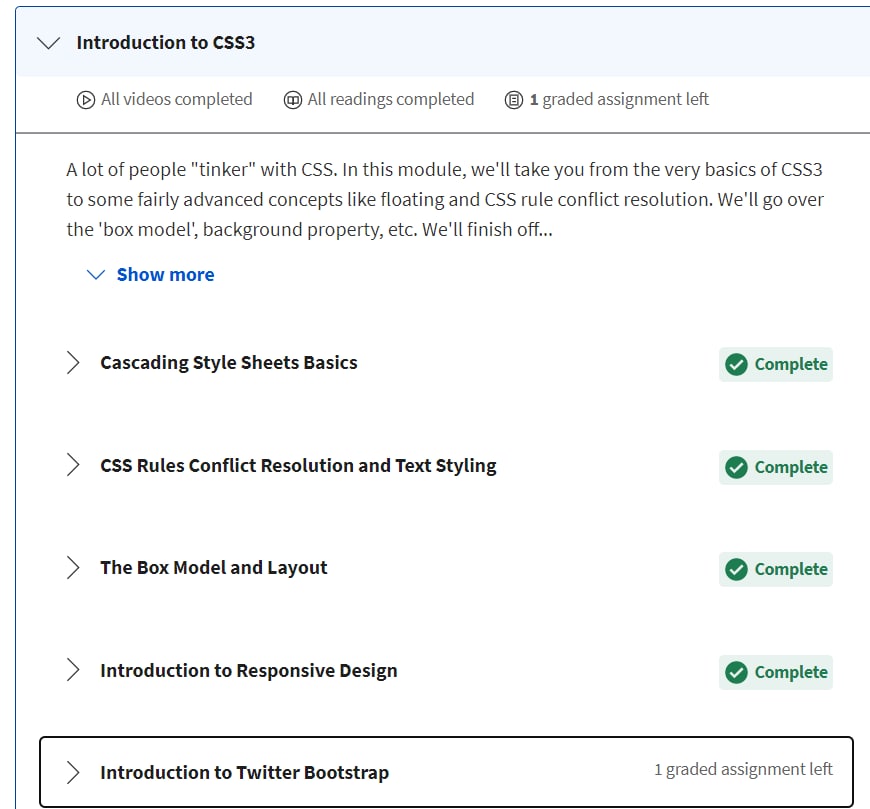 Introduction to CSS3
All videos completed All readings completed 1 graded assignment left
A lot of people "tinker" with CSS. In this module, we'll take you from the very basics of CSS3
to some fairly advanced concepts like floating and CSS rule conflict resolution. We'll go over
the 'box model', background property, etc. We'll finish off...
Show more
Cascading Style Sheets Basics Complete
CSS Rules Conflict Resolution and Text Styling Complete
The Box Model and Layout Complete
Introduction to Responsive Design Complete
Introduction to Twitter Bootstrap 1 graded assignment left